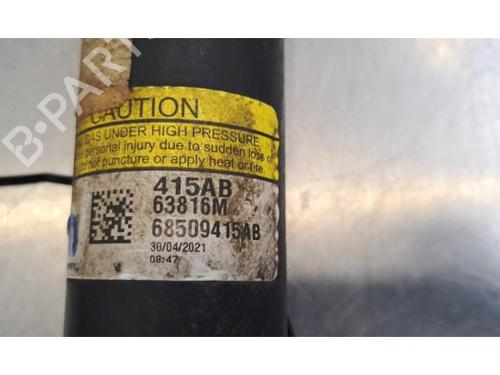 B-PARTS
CAUTION
GAS UNDER HIGH PRESSURE
personal injury due to sudden loss o
not puncture or apply heat or fire
415AB
63816M
68509415AB
30/04/2021
08:47